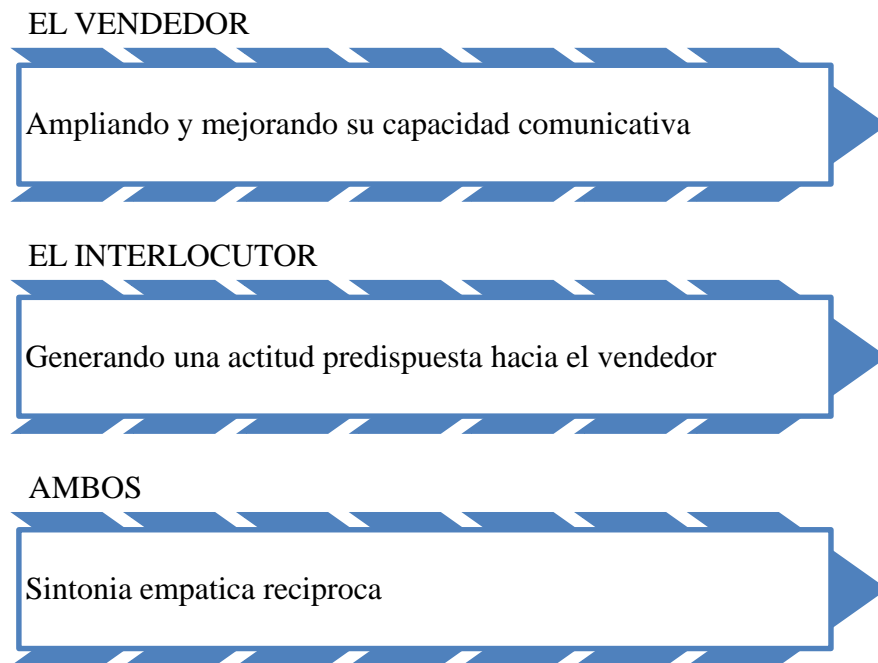 EL VENDEDOR
Ampliando y mejorando su capacidad comunicativa
EL INTERLOCUTOR
Generando una actitud predispuesta hacia el vendedor
AMBOS
Sintonia empatica reciproca